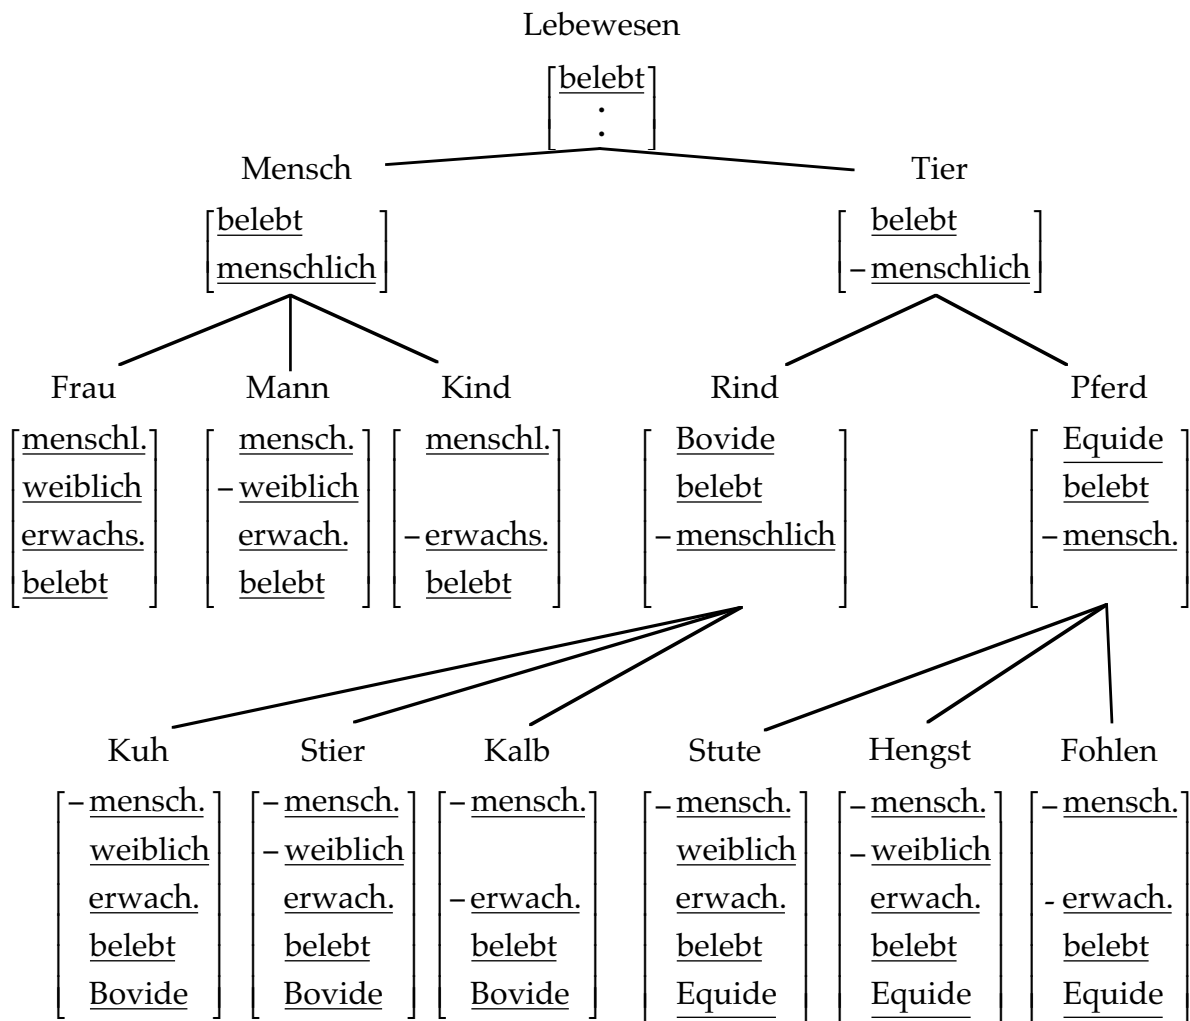 Lebewesen
belebt
.
.
Mensch Tier
belebt belebt
menschlich – menschlich
Frau Mann Kind Rind Pferd
menschl. mensch. menschl. Bovide Equide
weiblich – weiblich belebt belebt
erwachs. erwach. – erwachs. – menschlich – mensch.
belebt belebt belebt
Kuh Stier Kalb Stute Hengst Fohlen
– mensch. – mensch. – mensch. – mensch. – mensch. – mensch.
weiblich – weiblich weiblich – weiblich
erwach. erwach. – erwach. erwach. erwach. - erwach.
belebt belebt belebt belebt belebt belebt
Bovide Bovide Bovide Equide Equide Equide